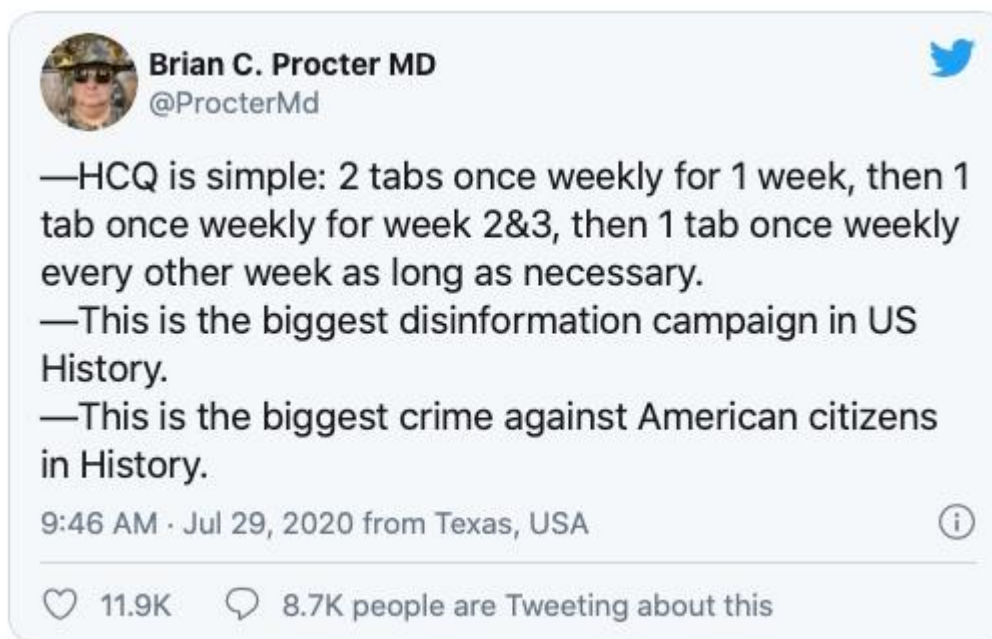 Brian C. Procter MD
@ProcterMd
—HCQ is simple: 2 tabs once weekly for 1 week, then 1
tab once weekly for week 2&3, then 1 tab once weekly
every other week as long as necessary.
—This is the biggest disinformation campaign in US
History.
—This is the biggest crime against American citizens
in History.
9:46 AM · Jul 29, 2020 from Texas, USA
11.9K 8.7K people are Tweeting about this